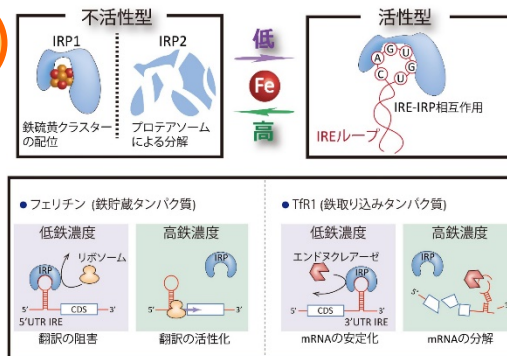 不活性型
IRP1
IRP2
鉄硫黄クラスター
の配位
プロテアソーム
による分解
低
Fe
高
活性型
A G U G U C
IRE-IRP相互作用
IREループ
● フェリチン (鉄貯蔵タンパク質)
低鉄濃度
リボソーム
IRP
5'
CDS
3'
5'UTR IRE
翻訳の阻害
高鉄濃度
IRP
5'
3'
翻訳の活性化
● TfR1 (鉄取り込みタンパク質)
低鉄濃度
エンドヌクレアーゼ
IRP
5'
CDS
3'
3'UTR IRE
mRNAの安定化
高鉄濃度
IRP
5'
3'
mRNAの分解